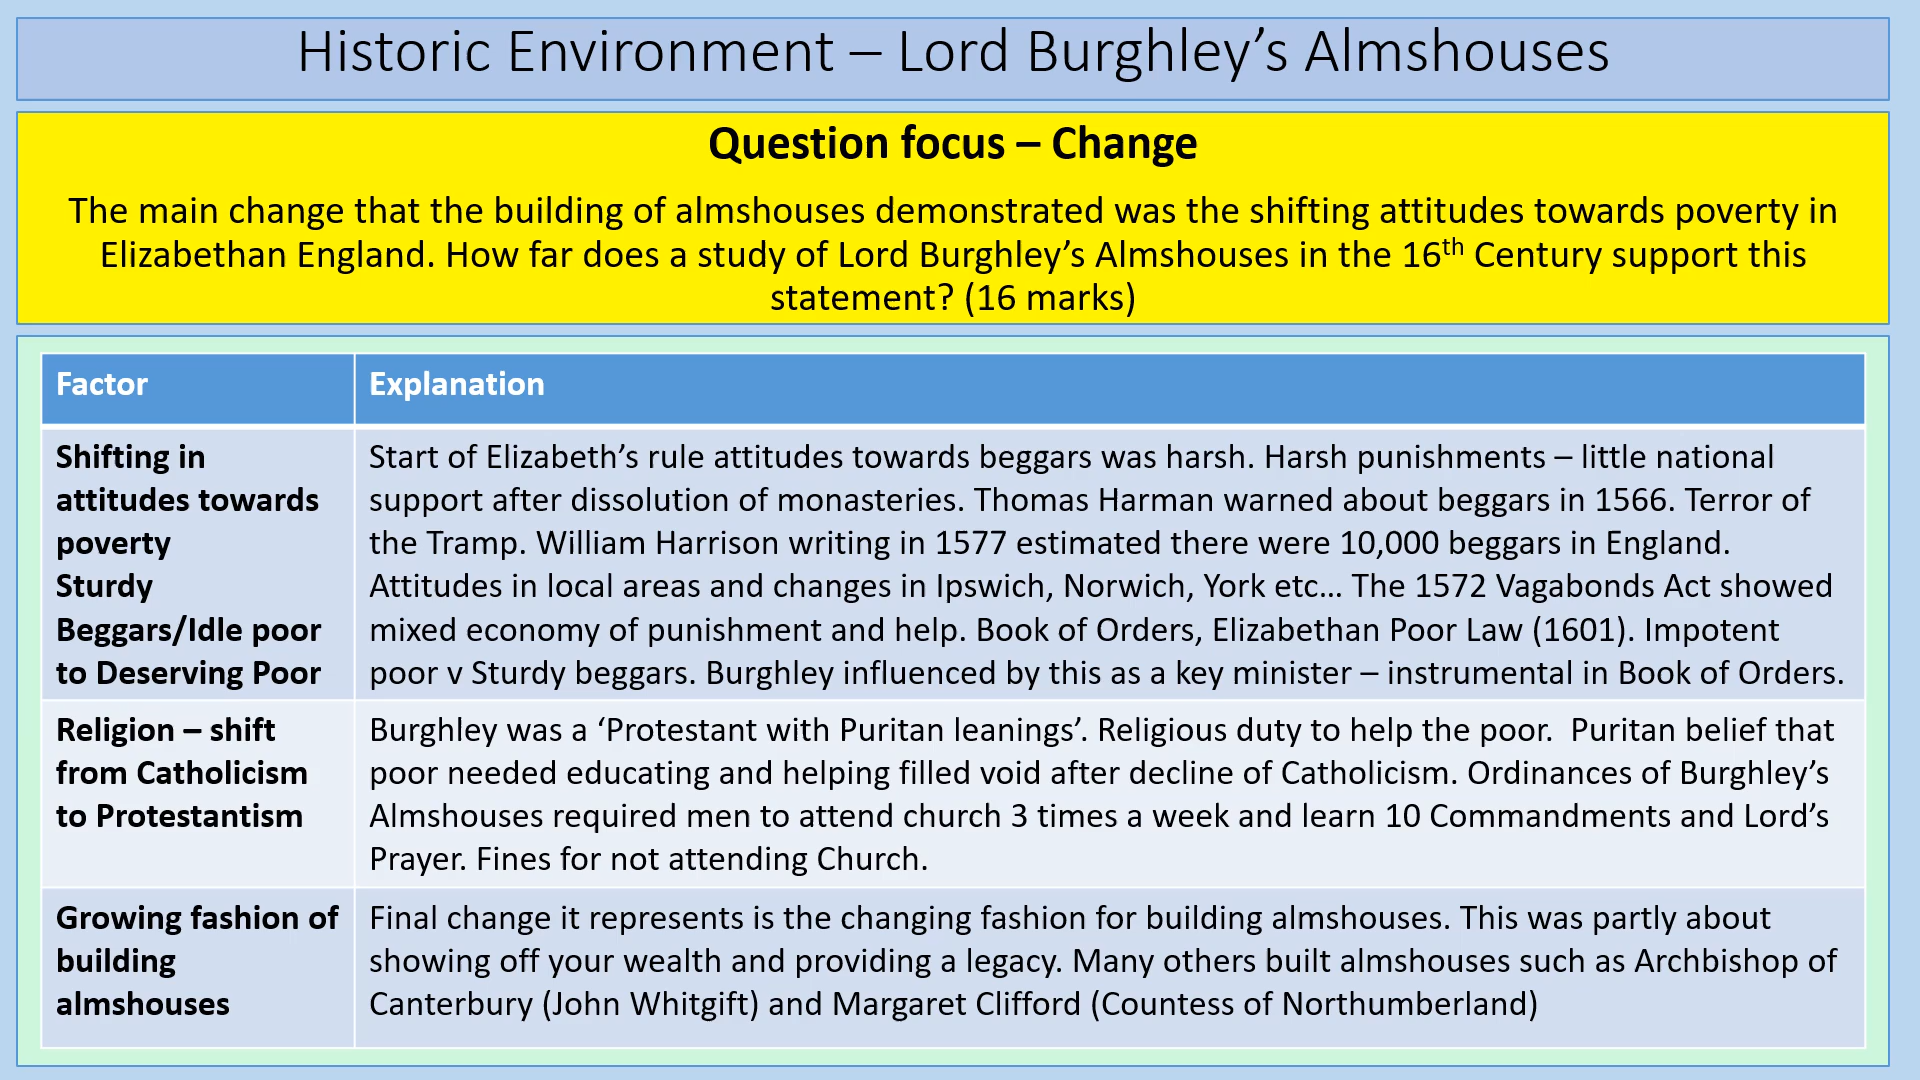 Historic Environment – Lord Burghley’s Almshouses
Question focus – Change
The main change that the building of almshouses demonstrated was the shifting attitudes towards poverty in
Elizabethan England. How far does a study of Lord Burghley’s Almshouses in the 16th Century support this
statement? (16 marks)
Factor
Explanation
Shifting in
attitudes towards
poverty
Sturdy
Beggars/Idle poor
to Deserving Poor
Start of Elizabeth’s rule attitudes towards beggars was harsh. Harsh punishments – little national
support after dissolution of monasteries. Thomas Harman warned about beggars in 1566. Terror of
the Tramp. William Harrison writing in 1577 estimated there were 10,000 beggars in England.
Attitudes in local areas and changes in Ipswich, Norwich, York etc… The 1572 Vagabonds Act showed
mixed economy of punishment and help. Book of Orders, Elizabethan Poor Law (1601). Impotent
poor v Sturdy beggars. Burghley influenced by this as a key minister – instrumental in Book of Orders.
Religion – shift
from Catholicism
to Protestantism
Burghley was a ‘Protestant with Puritan leanings’. Religious duty to help the poor.  Puritan belief that
poor needed educating and helping filled void after decline of Catholicism. Ordinances of Burghley’s
Almshouses required men to attend church 3 times a week and learn 10 Commandments and Lord’s
Prayer. Fines for not attending Church.
Growing fashion of
building
almshouses
Final change it represents is the changing fashion for building almshouses. This was partly about
showing off your wealth and providing a legacy. Many others built almshouses such as Archbishop of
Canterbury (John Whitgift) and Margaret Clifford (Countess of Northumberland)